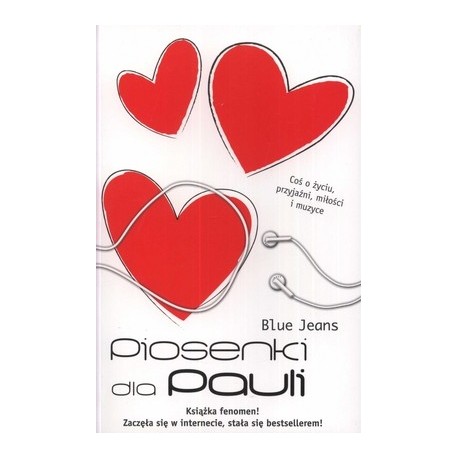 Coś o życiu,
przyjaźni, miłości
i muzyce
Blue Jeans
Piosenki
dla Pauli
Książka fenomen!
Zaczęła się w internecie, stała się bestsellerem!